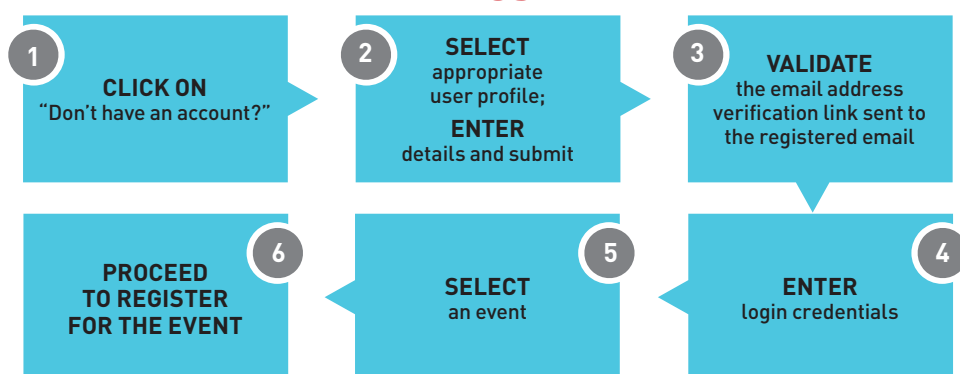 1
CLICK ON
“Don’t have an account?”
2
SELECT
appropriate
user profile;
ENTER
details and submit
3
VALIDATE
the email address
verification link sent to
the registered email
4
ENTER
login credentials
5
SELECT
an event
6
PROCEED
TO REGISTER
FOR THE EVENT